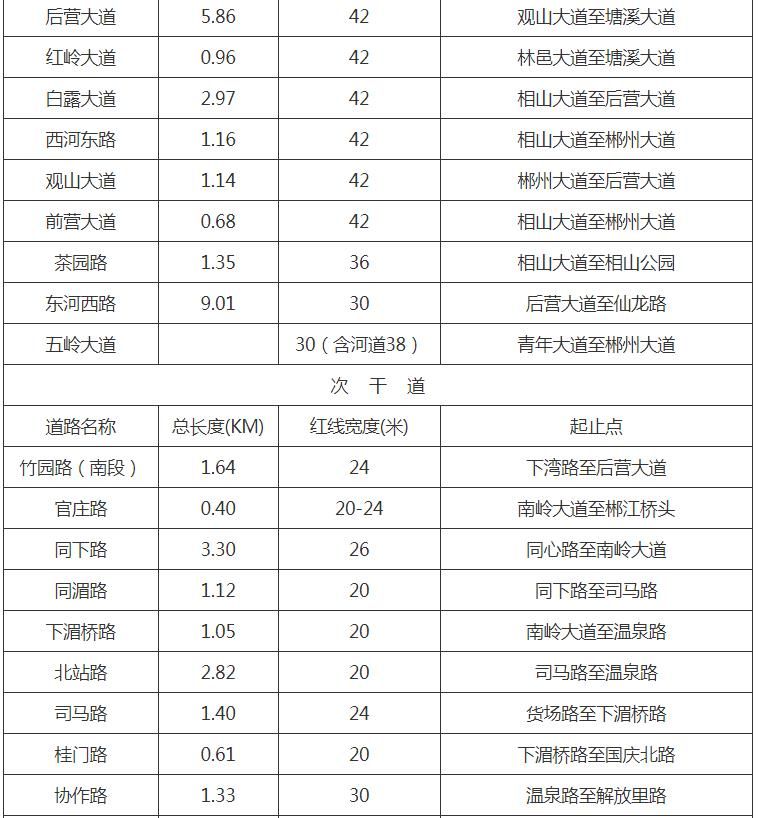 后营大道 5.86 42 观山大道至塘溪大道
红岭大道 0.96 42 林邑大道至塘溪大道
白露大道 2.97 42 相山大道至后营大道
西河东路 1.16 42 相山大道至郴州大道
观山大道 1.14 42 郴州大道至后营大道
前营大道 0.68 42 相山大道至郴州大道
茶园路 1.35 36 相山大道至相山公园
东河西路 9.01 30 后营大道至仙龙路
五岭大道 30（含河道38） 青年大道至郴州大道
次 干 道
道路名称 总长度(KM) 红线宽度(米) 起止点
竹园路（南段） 1.64 24 下湾路至后营大道
官庄路 0.40 20-24 南岭大道至郴江桥头
同下路 3.30 26 同心路至南岭大道
同湄路 1.12 20 同下路至司马路
下湄桥路 1.05 20 南岭大道至温泉路
北站路 2.82 20 司马路至温泉路
司马路 1.40 24 货场路至下湄桥路
桂门路 0.61 20 下湄桥路至国庆北路
协作路 1.33 30 温泉路至解放里路